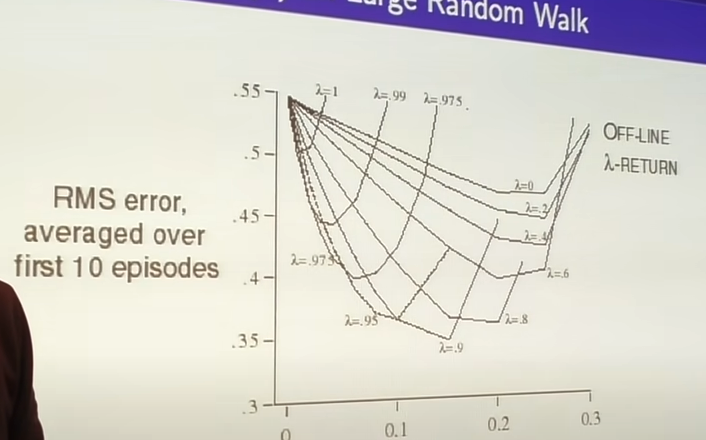 Large Random Walk
.55
λ=1
λ=.99
λ=.975
.5
.45
.4
.35
.3
RMS error,
averaged over
first 10 episodes
OFF-LINE
λ-RETURN
λ=0
λ=.2
λ=.4
λ=.6
λ=.975
λ=.95
λ=.8
λ=.9
0
0.1
0.2
0.3